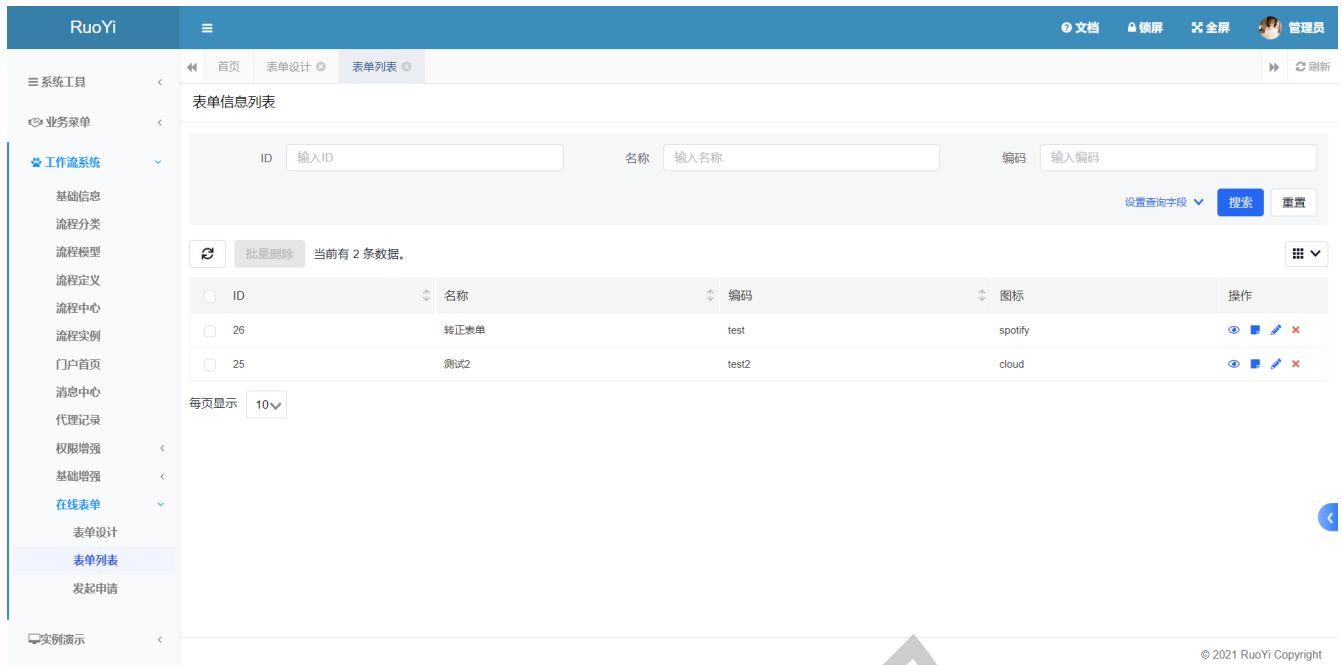 RuoYi
文档 锁屏 全屏 管理员
首页 表单设计 表单列表 刷新
系统工具
业务菜单
工作流系统
基础信息
流程分类
流程模型
流程定义
流程中心
流程实例
门户首页
消息中心
代理记录
权限增强
基础增强
在线表单
表单设计
表单列表
发起申请
实例演示
表单信息列表
ID 输入ID 名称 输入名称 编码 输入编码
设置查询字段 搜索 重置
批量删除 当前有 2 条数据。
ID 名称 编码 图标 操作
26 转正表单 test spotify
25 测试2 test2 cloud
每页显示 10
© 2021 RuoYi Copyright